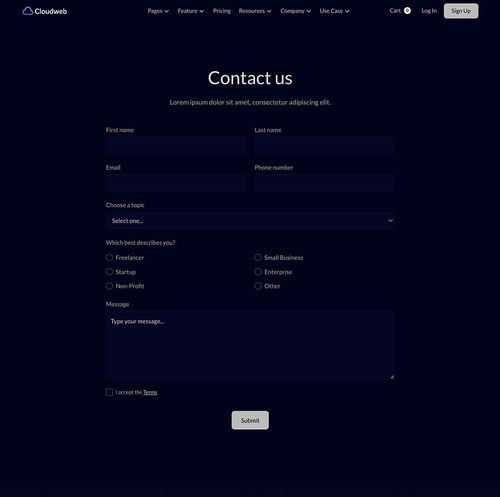 Cloudweb Pages Feature Pricing Resources Company Use Case Cart 0 Log In Sign Up
Contact us
Lorem ipsum dolor sit amet, consectetur adipiscing elit.
First name Last name
Email Phone number
Choose a topic
Select one...
Which best describes you?
Freelancer Small Business
Startup Enterprise
Non-Profit Other
Message
Type your message...
I accept the Terms
Submit